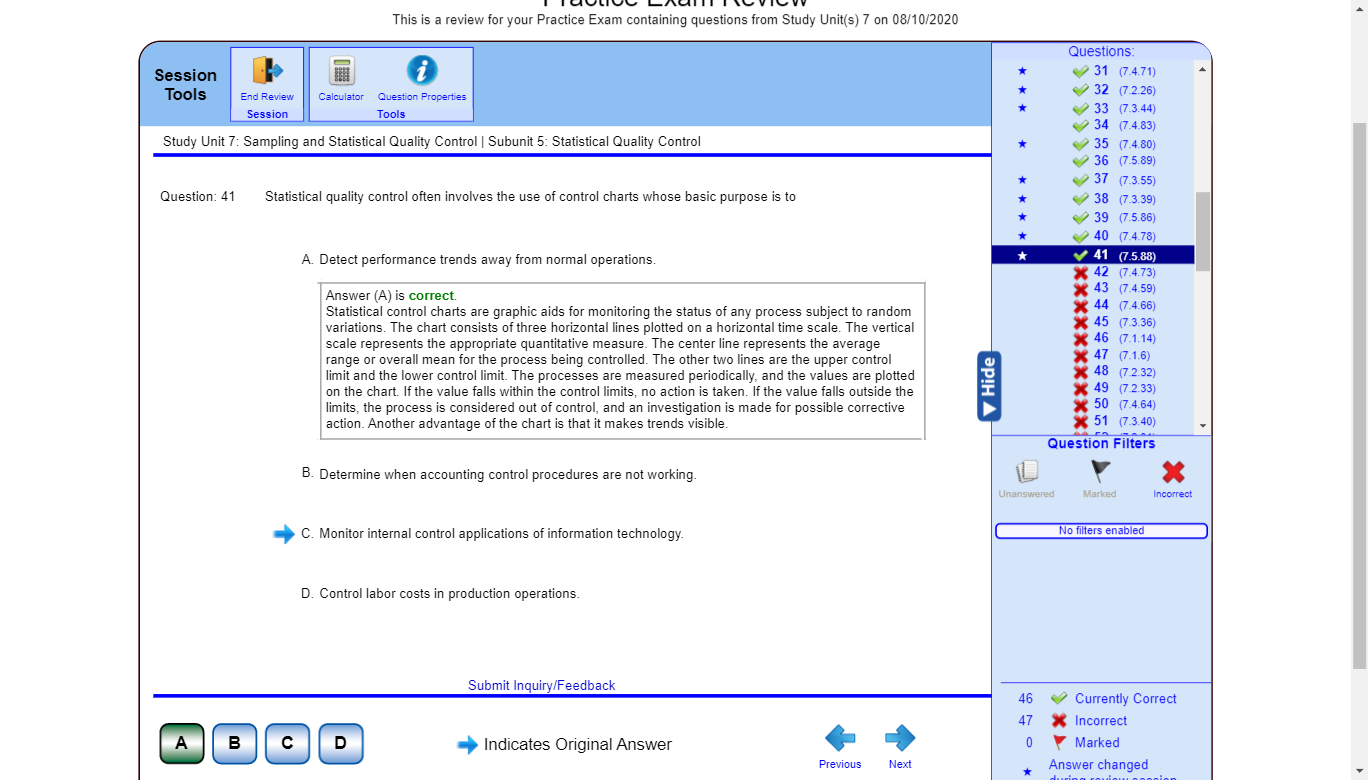 Practice Exam Review
This is a review for your Practice Exam containing questions from Study Unit(s) 7 on 08/10/2020
Session
Tools
End Review
Session
Calculator
Question Properties
Tools
Study Unit 7: Sampling and Statistical Quality Control | Subunit 5: Statistical Quality Control
Question: 41
Statistical quality control often involves the use of control charts whose basic purpose is to
A. Detect performance trends away from normal operations.
Answer (A) is correct.
Statistical control charts are graphic aids for monitoring the status of any process subject to random
variations. The chart consists of three horizontal lines plotted on a horizontal time scale. The vertical
scale represents the appropriate quantitative measure. The center line represents the average
range or overall mean for the process being controlled. The other two lines are the upper control
limit and the lower control limit. The processes are measured periodically, and the values are plotted
on the chart. If the value falls within the control limits, no action is taken. If the value falls outside the
limits, the process is considered out of control, and an investigation is made for possible corrective
action. Another advantage of the chart is that it makes trends visible.
B. Determine when accounting control procedures are not working.
C. Monitor internal control applications of information technology.
D. Control labor costs in production operations.
Submit Inquiry/Feedback
A
B
C
D
Indicates Original Answer
Previous
Next
Questions:
31 (7.4.71)
32 (7.2.26)
33 (7.3.44)
34 (7.4.83)
35 (7.4.80)
36 (7.5.89)
37 (7.3.55)
38 (7.3.39)
39 (7.5.86)
40 (7.4.78)
41 (7.5.88)
42 (7.4.73)
43 (7.4.59)
44 (7.4.66)
45 (7.3.36)
46 (7.1.14)
47 (7.1.6)
48 (7.2.32)
49 (7.2.33)
50 (7.4.64)
51 (7.3.40)
Hide
Question Filters
Unanswered
Marked
Incorrect
No filters enabled
46 Currently Correct
47 Incorrect
0 Marked
Answer changed
during review session